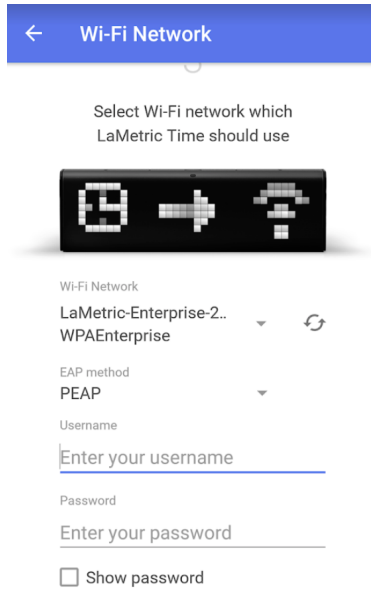 Wi-Fi Network
Select Wi-Fi network which
LaMetric Time should use
Wi-Fi Network
LaMetric-Enterprise-2..
WPAEnterprise
EAP method
PEAP
Username
Enter your username
Password
Enter your password
Show password